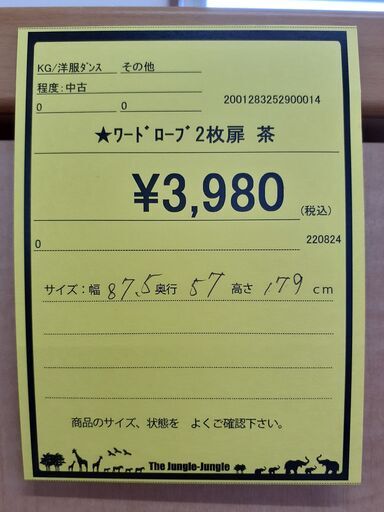 KG/洋服ﾀﾞﾝｽ その他
程度:中古
0 0 2001283252900014
★ﾜｰﾄﾞﾛｰﾌﾞ2枚扉 茶
¥3,980 (税込)
0 220824
サイズ:幅 87.5 奥行 57 高さ 179 cm
商品のサイズ、状態を よくご確認下さい。
The Jungle-Jungle